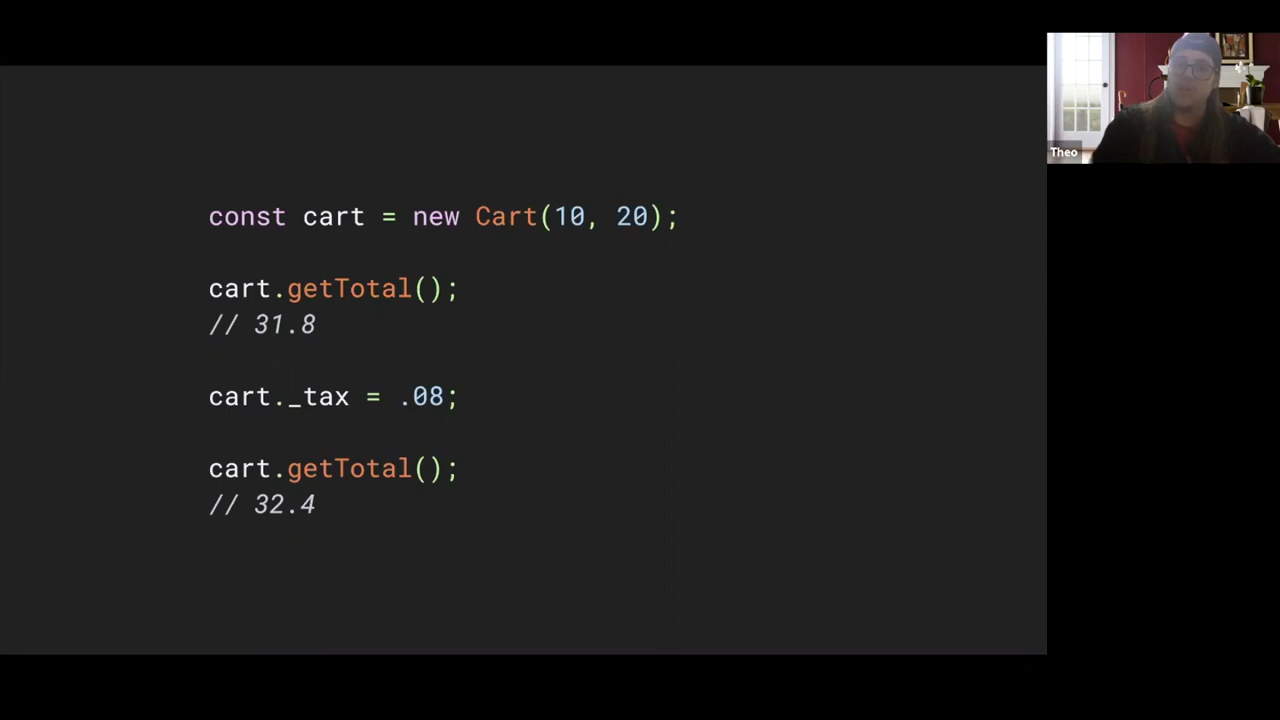 const cart = new Cart(10, 20);
cart.getTotal();
// 31.8
cart._tax = .08;
cart.getTotal();
// 32.4
Theo